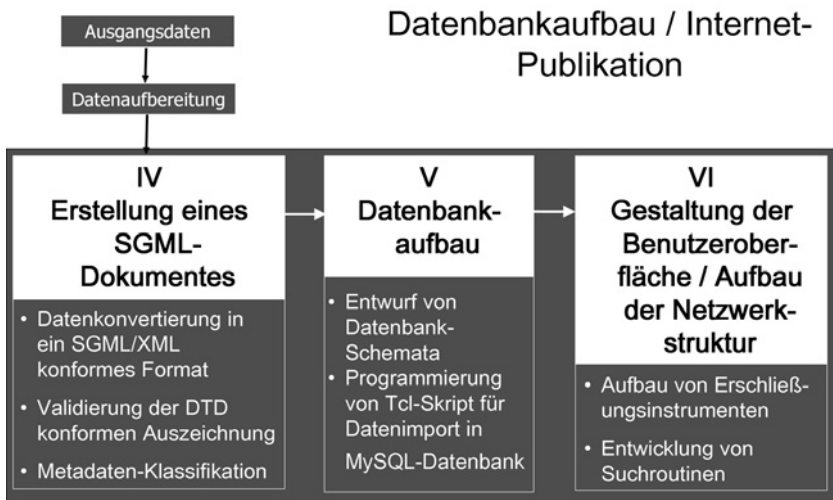 Datenbankaufbau / Internet-
Publikation
Ausgangsdaten
Datenaufbereitung
IV
Erstellung eines
SGML-
Dokumentes
• Datenkonvertierung in
ein SGML/XML
konformes Format
• Validierung der DTD
konformen Auszeichnung
• Metadaten-Klassifikation
V
Datenbank-
aufbau
• Entwurf von
Datenbank-
Schemata
• Programmierung
von Tcl-Skript für
Datenimport in
MySQL-Datenbank
VI
Gestaltung der
Benutzerober-
fläche / Aufbau
der Netzwerk-
struktur
• Aufbau von Erschließ-
ungsinstrumenten
• Entwicklung von
Suchroutinen